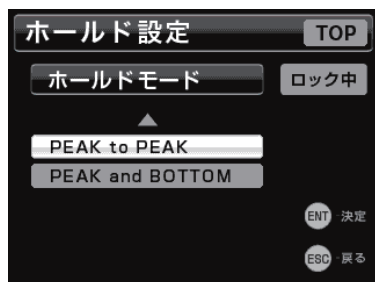 ホールド設定 TOP
ホールドモード ロック中
PEAK to PEAK
PEAK and BOTTOM
ENT 決定
ESC 戻る